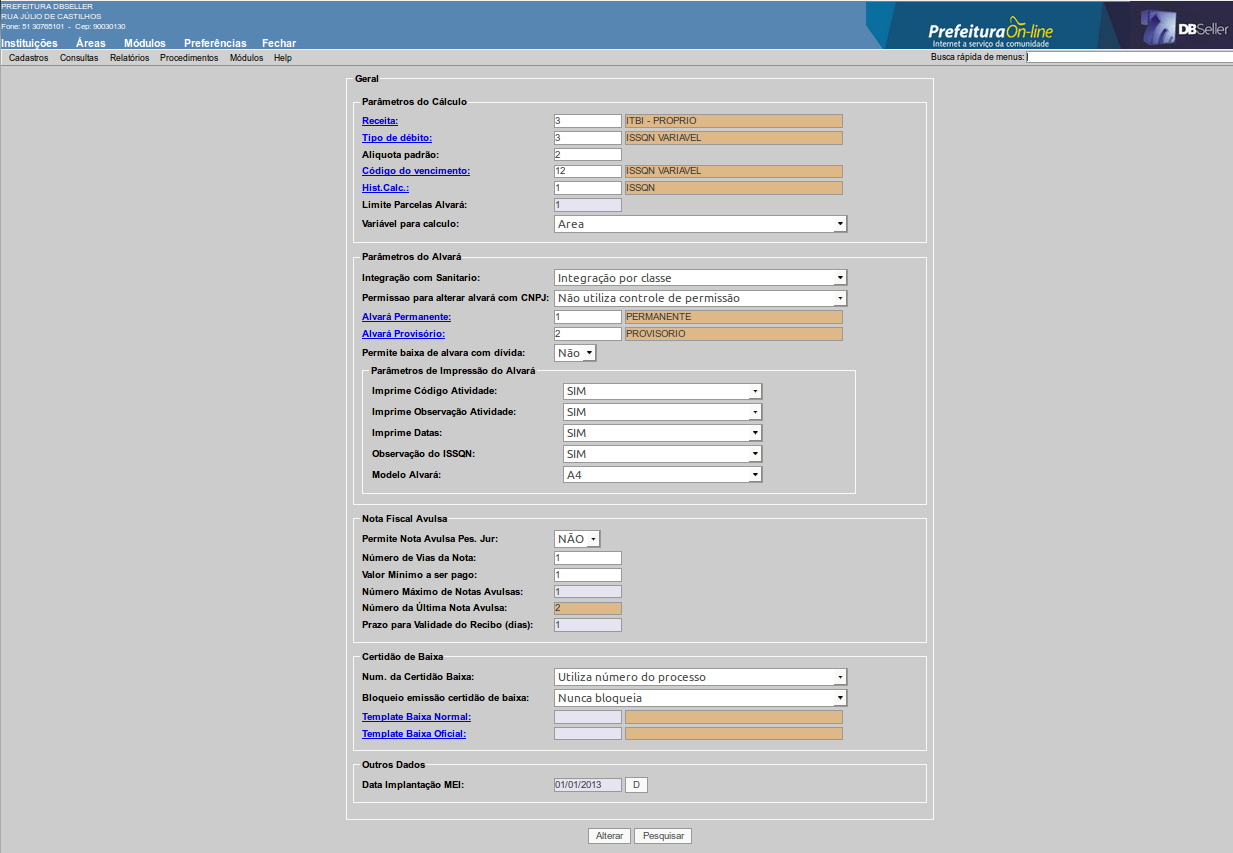 PREFEITURA DBSELLER
RUA JÚLIO DE CASTILHOS
Fone: 51 30765101 - Cep: 90030130
PrefeituraOn-line
Internet a serviço da comunidade
DBSeller
Instituições Áreas Módulos Preferências Fechar
Cadastros Consultas Relatórios Procedimentos Módulos Help Busca rápida de menus:
Geral
Parâmetros do Cálculo
Receita: 3 ITBI - PROPRIO
Tipo de débito: 3 ISSQN VARIAVEL
Aliquota padrão: 2
Código do vencimento: 12 ISSQN VARIAVEL
Hist.Calc.: 1 ISSQN
Limite Parcelas Alvará: 1
Variável para calculo: Area
Parâmetros do Alvará
Integração com Sanitario: Integração por classe
Permissao para alterar alvará com CNPJ: Não utiliza controle de permissão
Alvará Permanente: 1 PERMANENTE
Alvará Provisório: 2 PROVISORIO
Permite baixa de alvara com dívida: Não
Parâmetros de Impressão do Alvará
Imprime Código Atividade: SIM
Imprime Observação Atividade: SIM
Imprime Datas: SIM
Observação do ISSQN: SIM
Modelo Alvará: A4
Nota Fiscal Avulsa
Permite Nota Avulsa Pes. Jur: NÃO
Número de Vias da Nota: 1
Valor Mínimo a ser pago: 1
Número Máximo de Notas Avulsas: 1
Número da Última Nota Avulsa: 2
Prazo para Validade do Recibo (dias): 1
Certidão de Baixa
Num. da Certidão Baixa: Utiliza número do processo
Bloqueio emissão certidão de baixa: Nunca bloqueia
Template Baixa Normal:
Template Baixa Oficial:
Outros Dados
Data Implantação MEI: 01/01/2013 D
Alterar Pesquisar